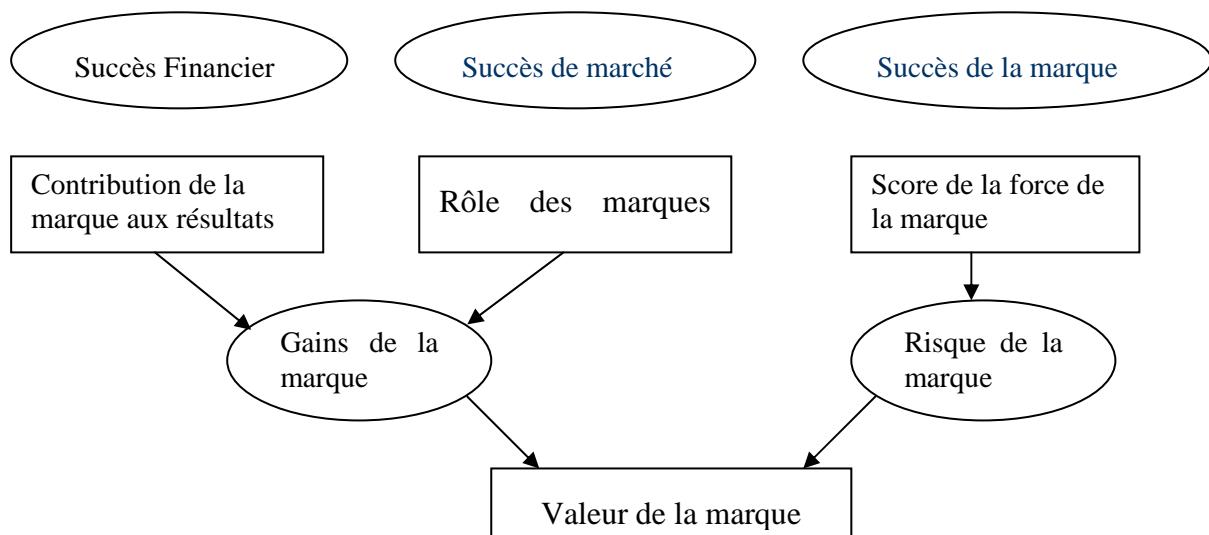 Succès Financier
Succès de marché
Succès de la marque
Contribution de la
marque aux résultats
Rôle des marques
Score de la force de
la marque
Gains de la
marque
Risque de la
marque
Valeur de la marque